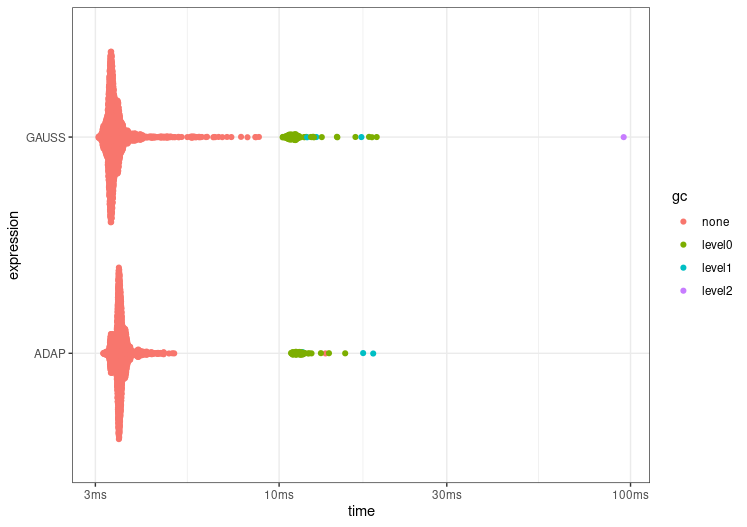 GAUSS
ADAP
expression
3ms
10ms
30ms
100ms
time
gc
none
level0
level1
level2